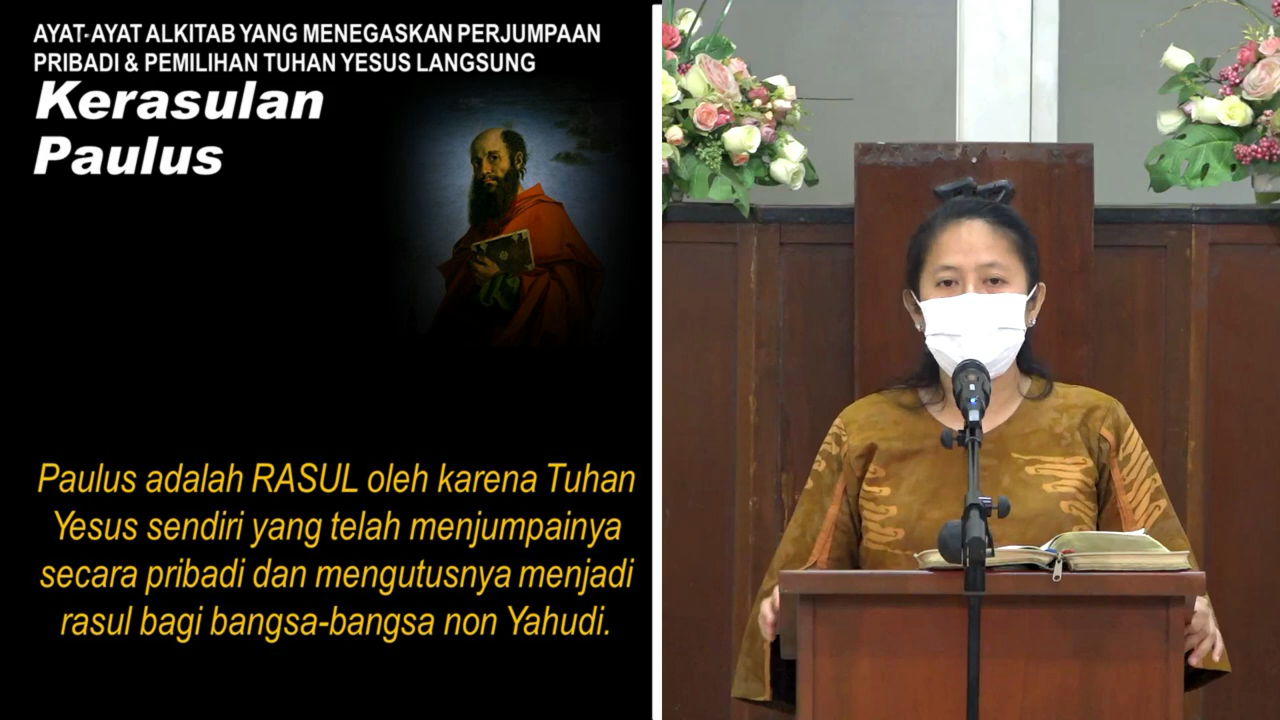 AYAT-AYAT ALKITAB YANG MENEGASKAN PERJUMPAAN
PRIBADI & PEMILIHAN TUHAN YESUS LANGSUNG
Kerasulan
Paulus
Paulus adalah RASUL oleh karena Tuhan
Yesus sendiri yang telah menjumpainya
secara pribadi dan mengutusnya menjadi
rasul bagi bangsa-bangsa non Yahudi.